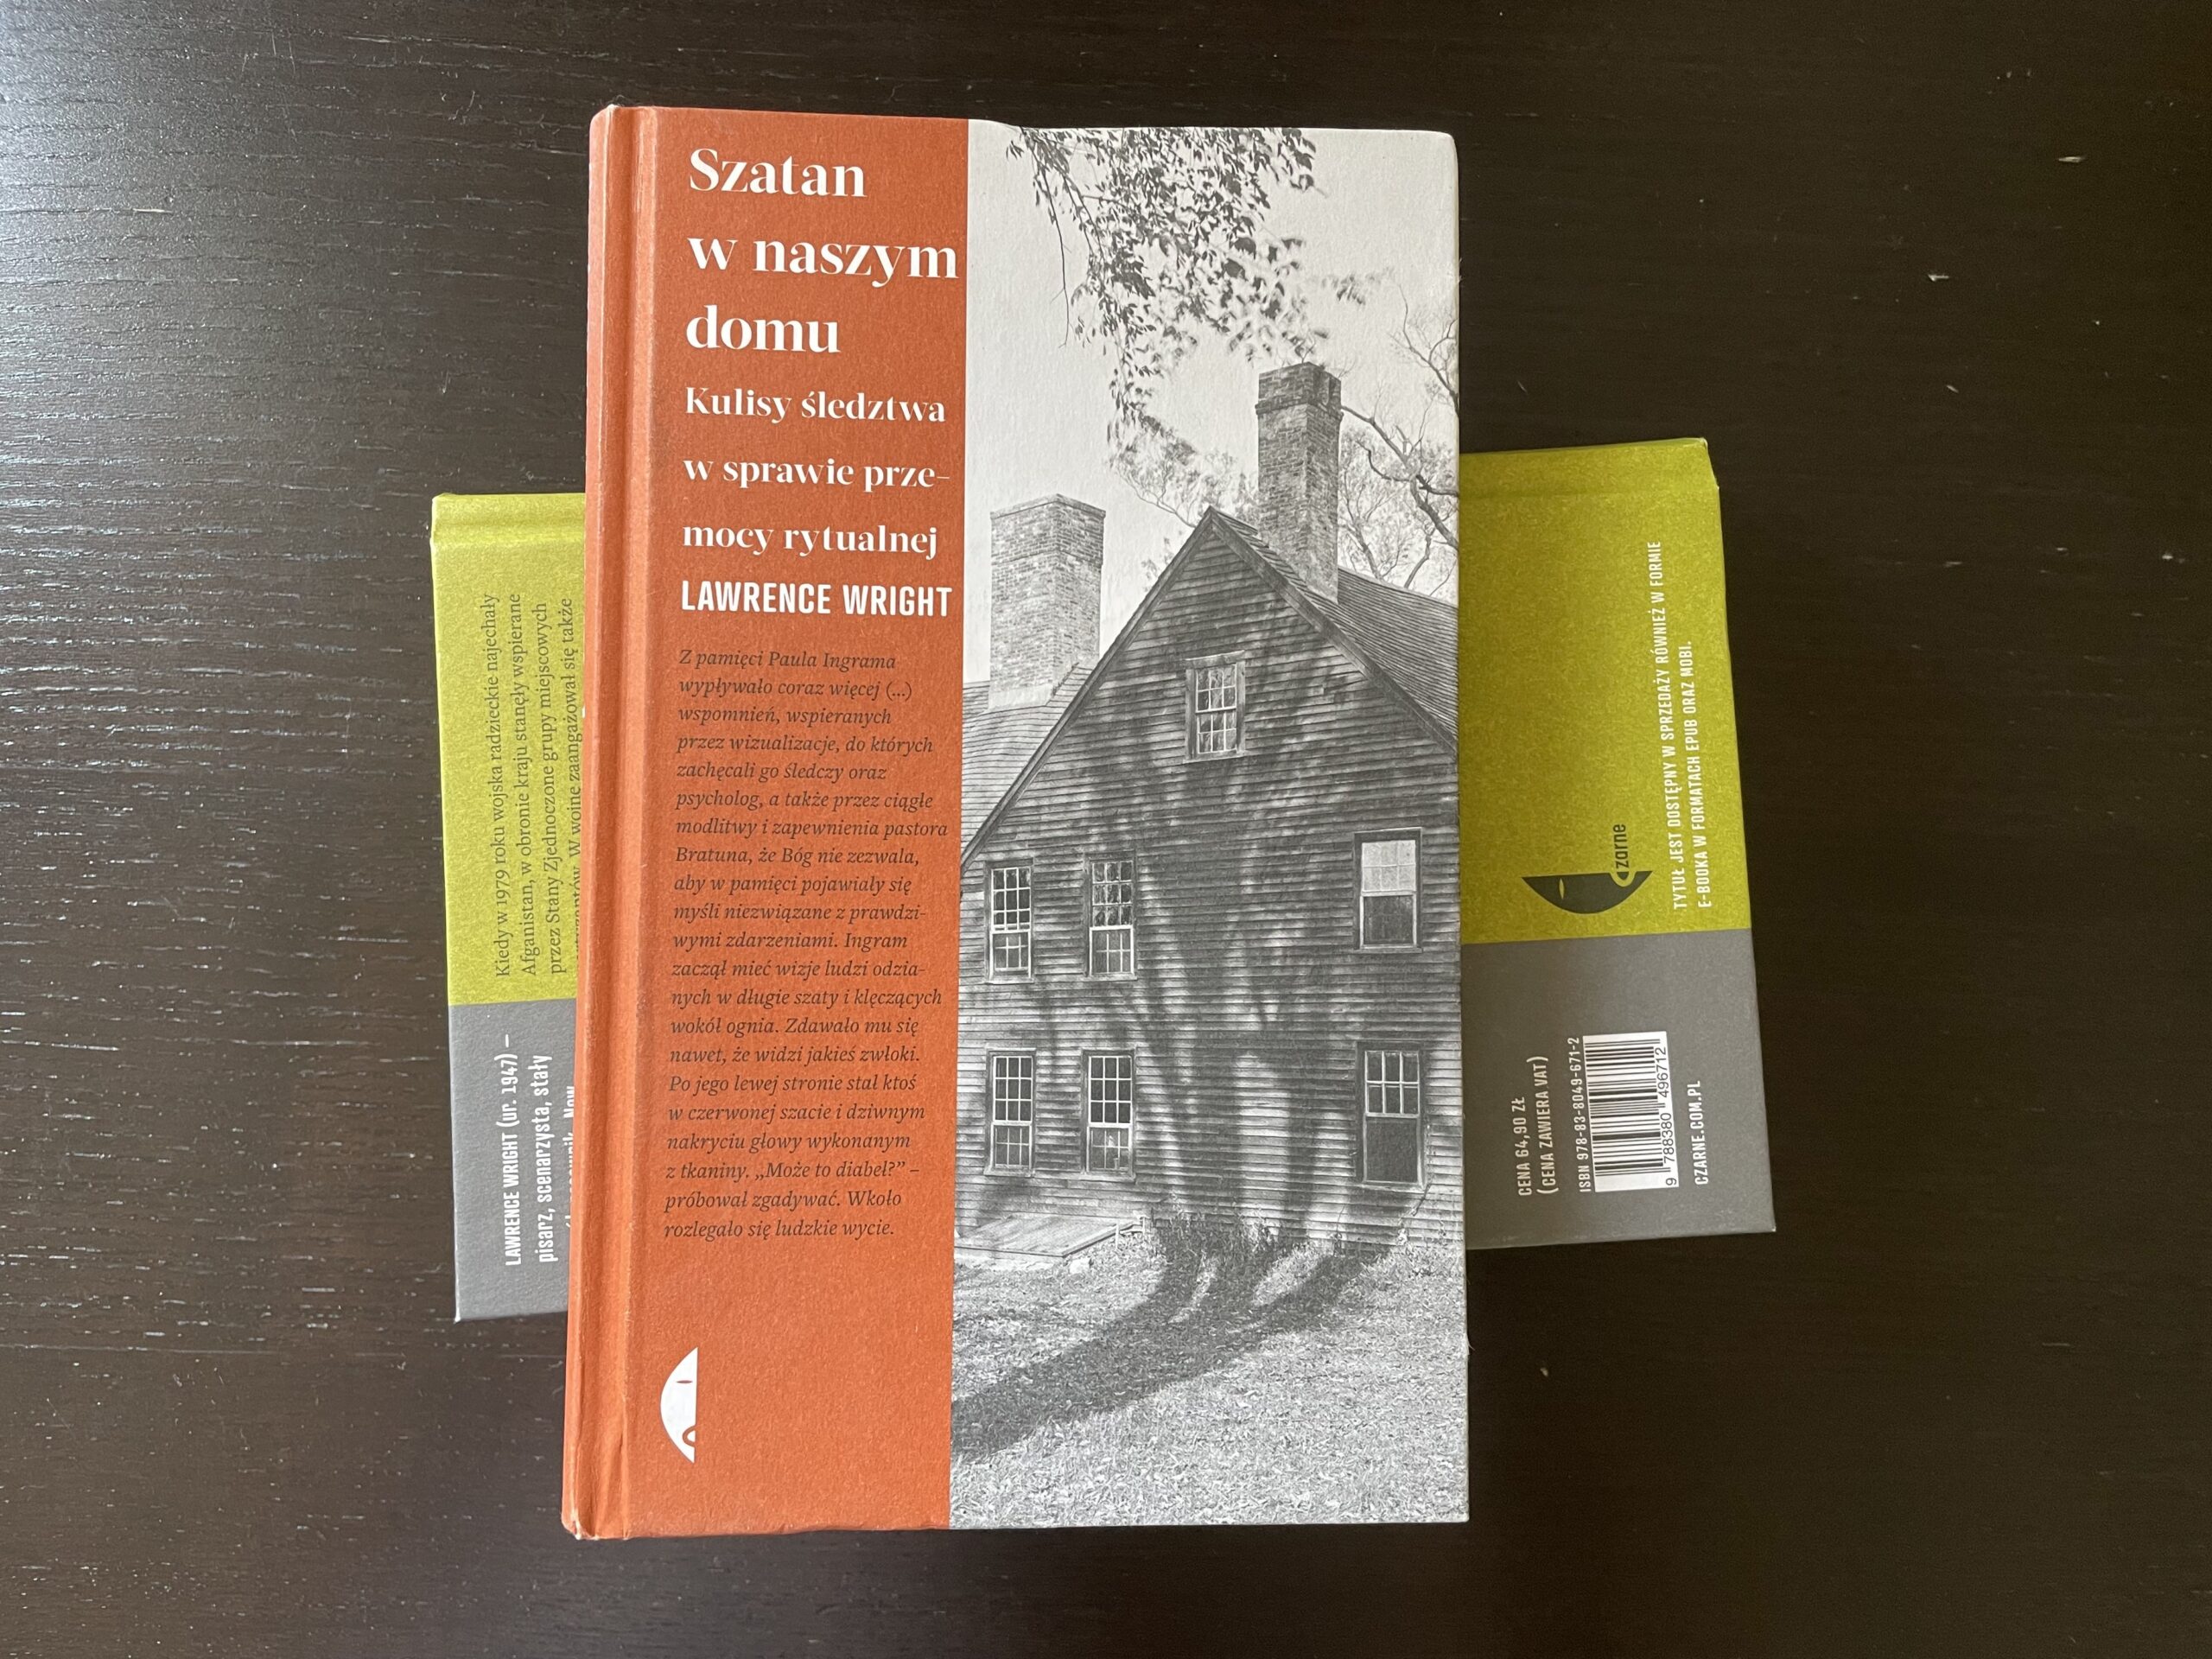 Szatan
w naszym
domu
Kulisy śledztwa
w sprawie prze-
mocy rytualnej
LAWRENCE WRIGHT
Z pamięci Paula Ingrama
wypływało coraz więcej (...)
wspomnień, wspieranych
przez wizualizacje, do których
zachęcali go śledczy oraz
psycholog, a także przez ciągłe
modlitwy i zapewnienia pastora
Bratuna, że Bóg nie zezwala,
aby w pamięci pojawiały się
myśli niezwiązane z prawdzi-
wymi zdarzeniami. Ingram
zaczął mieć wizje ludzi odzia-
nych w długie szaty i klęczących
wokół ognia. Zdawało mu się
nawet, że widzi jakieś zwłoki.
Po jego lewej stronie stał ktoś
w czerwonej szacie i dziwnym
nakryciu głowy wykonanym
z tkaniny. „Może to diabeł?” –
próbował zgadywać. Wkoło
rozlegało się ludzkie wycie.
Kiedy w 1979 roku wojska radzieckie najechały
Afganistan, w obronie kraju stanęły wspierane
przez Stany Zjednoczone grupy miejscowych
W wojnę zaangażował się także
LAWRENCE WRIGHT (ur. 1947) –
pisarz, scenarzysta, stały
czarne
TYTUŁ JEST DOSTĘPNY W SPRZEDAŻY RÓWNIEŻ W FORMIE
E-BOOKA W FORMATACH EPUB ORAZ MOBI.
CENA 64,90 ZŁ
(CENA ZAWIERA VAT)
ISBN 978-83-8049-671-2
9 788380 496712
CZARNE.COM.PL